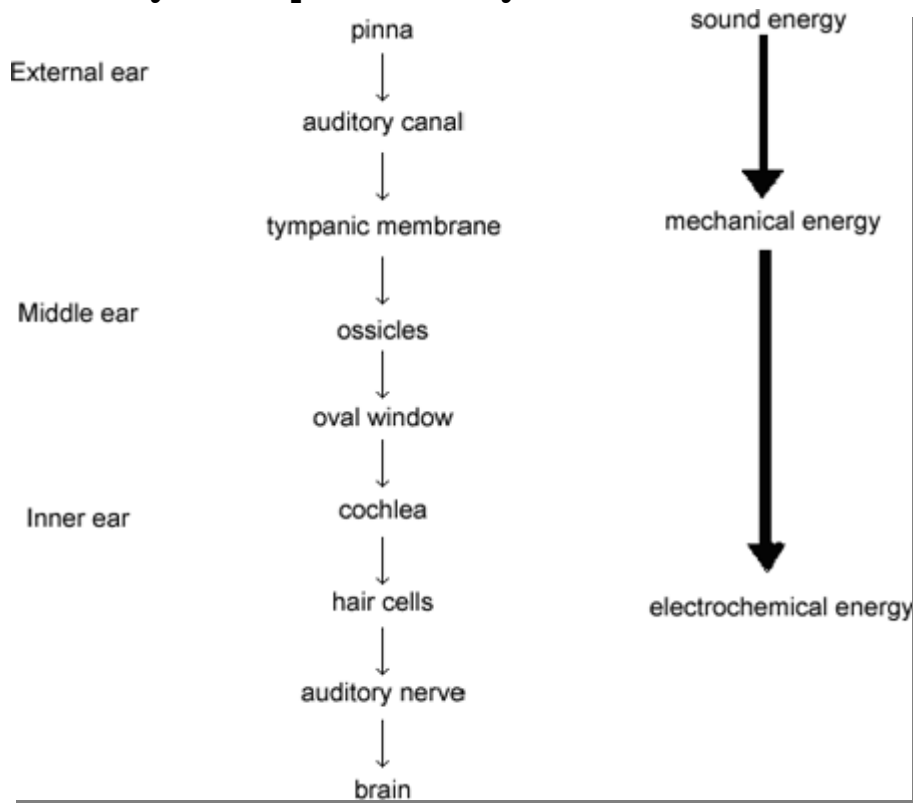 pinna
sound energy
External ear
auditory canal
tympanic membrane
mechanical energy
Middle ear
ossicles
oval window
cochlea
Inner ear
hair cells
electrochemical energy
auditory nerve
brain